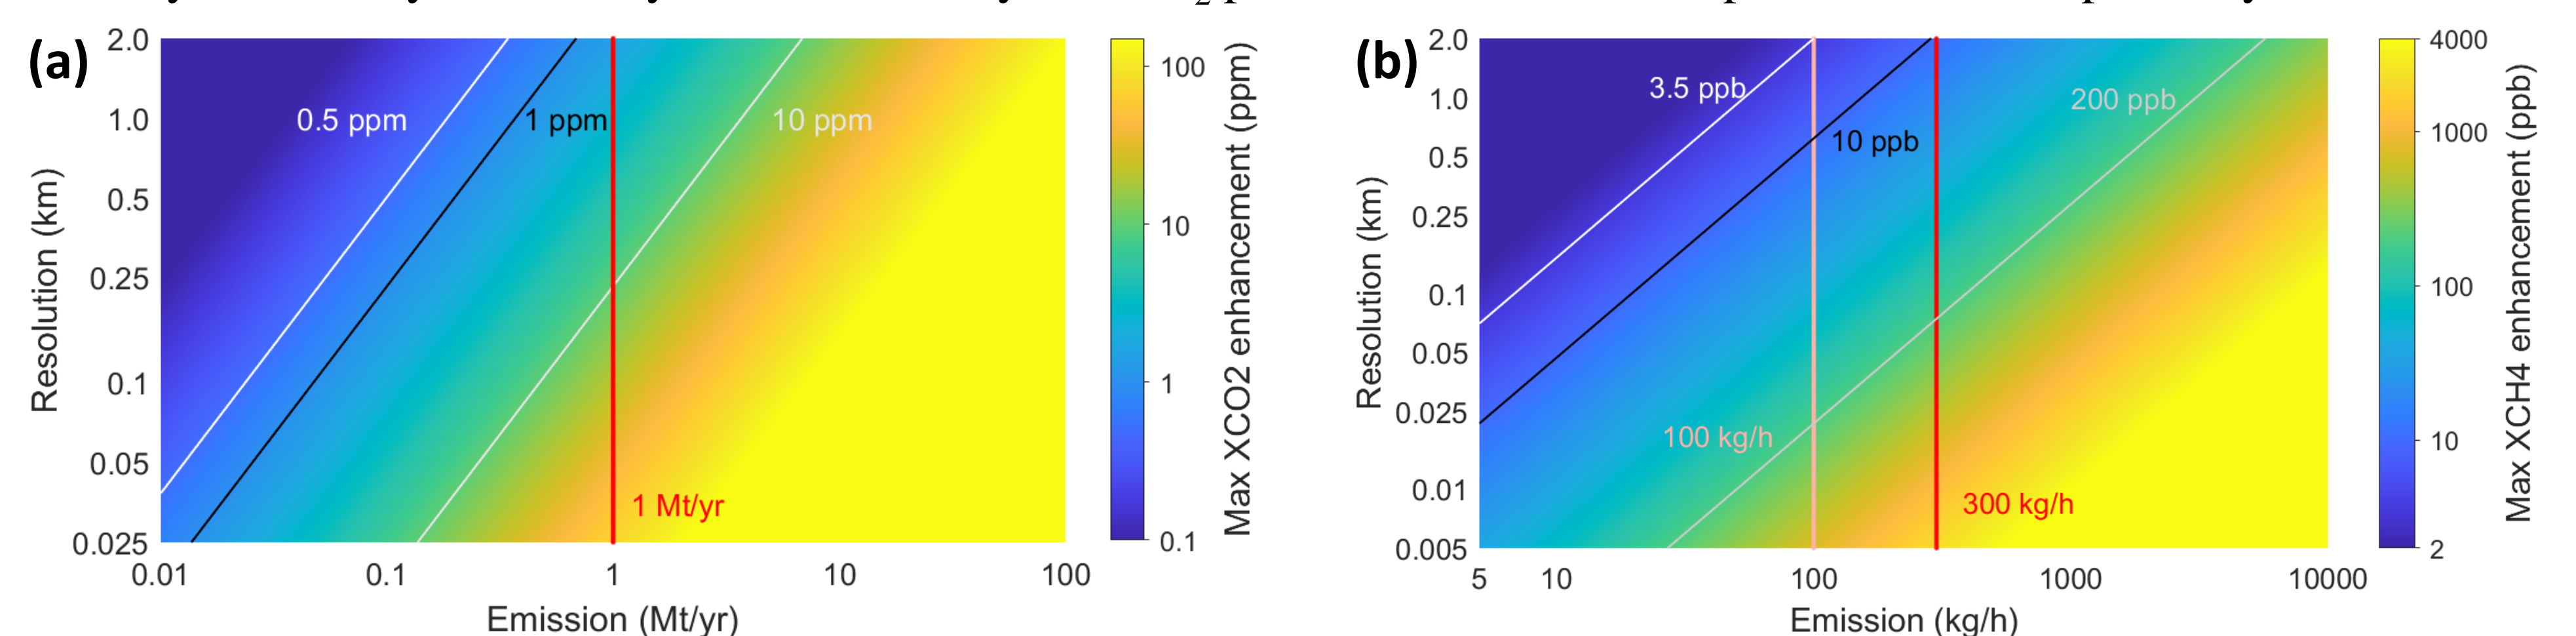 (a)
2.0
1.0
0.5
0.25
0.1
0.05
0.025
Resolution (km)
0.01
0.1
1
10
100
Emission (Mt/yr)
0.5 ppm
1 ppm
10 ppm
1 Mt/yr
100
10
1
0.1
Max XCO2 enhancement (ppm)
(b)
2.0
1.0
0.5
0.25
0.1
0.05
0.025
0.01
0.005
Resolution (km)
5
10
100
1000
10000
Emission (kg/h)
3.5 ppb
10 ppb
200 ppb
100 kg/h
300 kg/h
4000
1000
100
10
2
Max XCH4 enhancement (ppb)